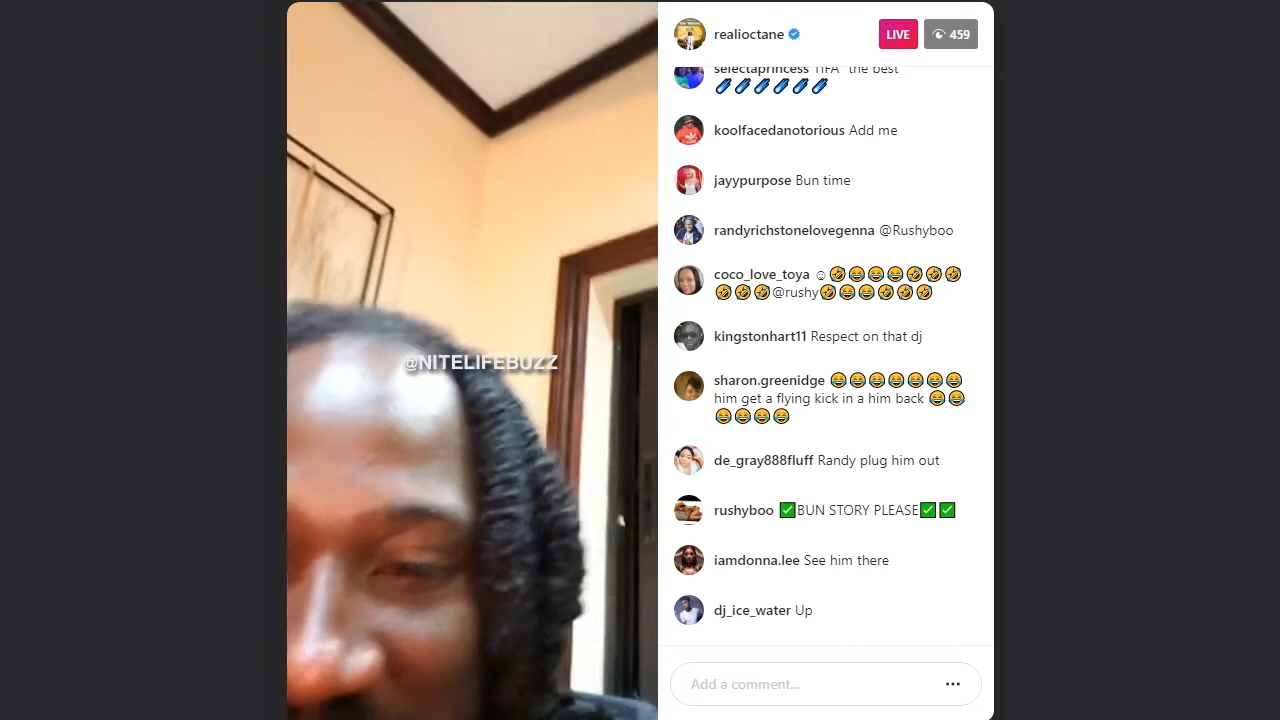 @NITELIFEBUZZ
realioctane
LIVE
459
selectaprincess TIFA the best
koolfacedanotorious Add me
jayypurpose Bun time
randyrichstonelovegenna @Rushyboo
coco_love_toya ☺🤣😂😂😂🤣🤣🤣
🤣🤣🤣@rushy🤣😂😂🤣🤣🤣
kingstonhart11 Respect on that dj
sharon.greenidge 😂😂😂😂😂😂😂
him get a flying kick in a him back 😂😂
😂😂😂😂
de_gray888fluff Randy plug him out
rushyboo ✅BUN STORY PLEASE✅✅
iamdonna.lee See him there
dj_ice_water Up
Add a comment...